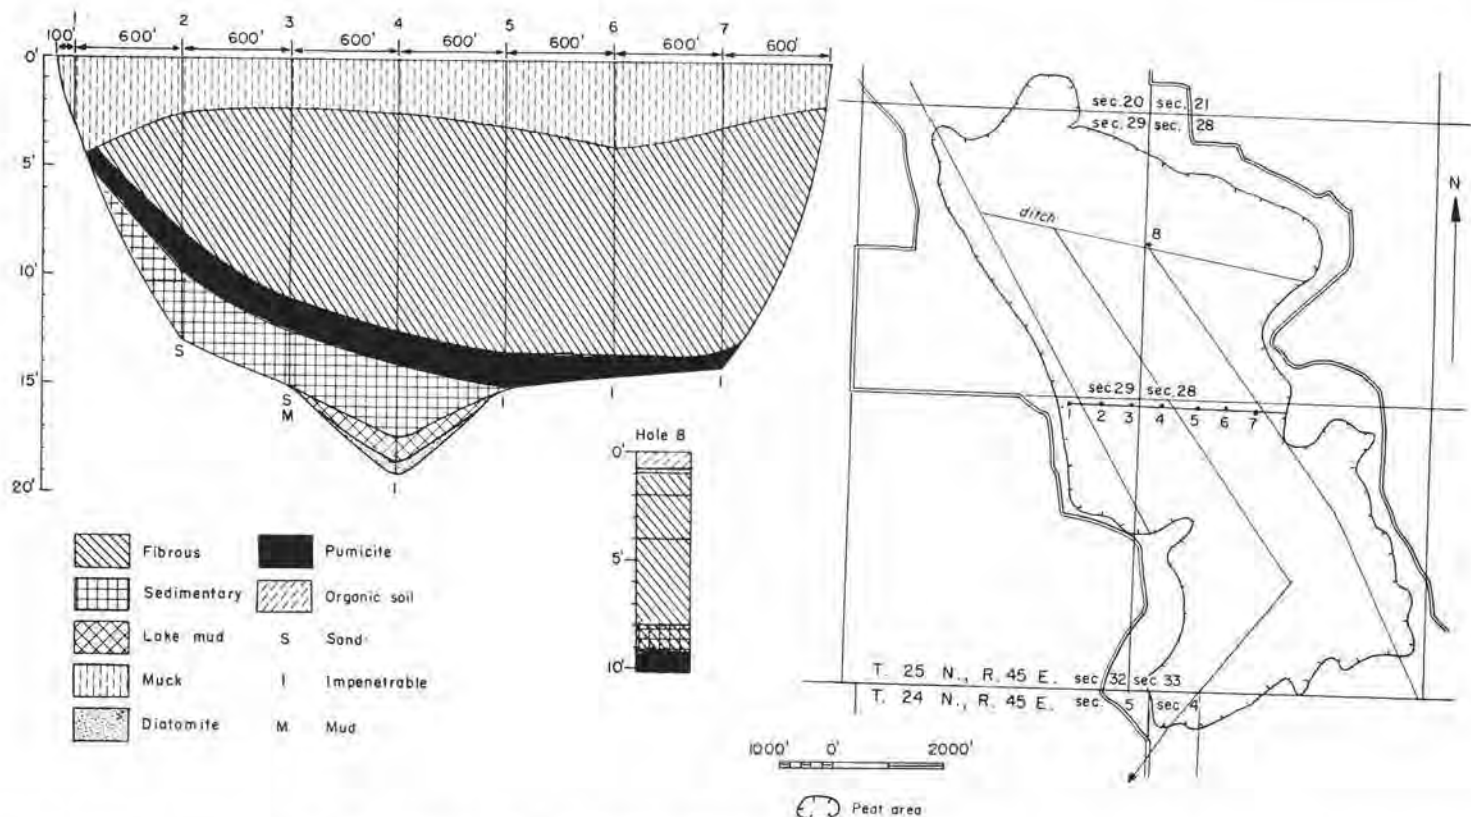 1 2 3 4 5 6 7
100' 600' 600' 600' 600' 600' 600' 600'
0'
5'
10'
15'
20'
S
S
M
I
I
I
I
Hole 8
0'
5'
10'
Fibrous
Sedimentary
Lake mud
Muck
Diatomite
Pumicite
Organic soil
S Sand
I Impenetrable
M Mud
sec. 20 sec. 21
sec. 29 sec. 28
N
ditch
8
sec. 29 sec. 28
1 2 3 4 5 6 7
T. 25 N., R. 45 E. sec. 32 sec. 33
T. 24 N., R. 45 E. sec. 5 sec. 4
1000' 0' 2000'
Peat area